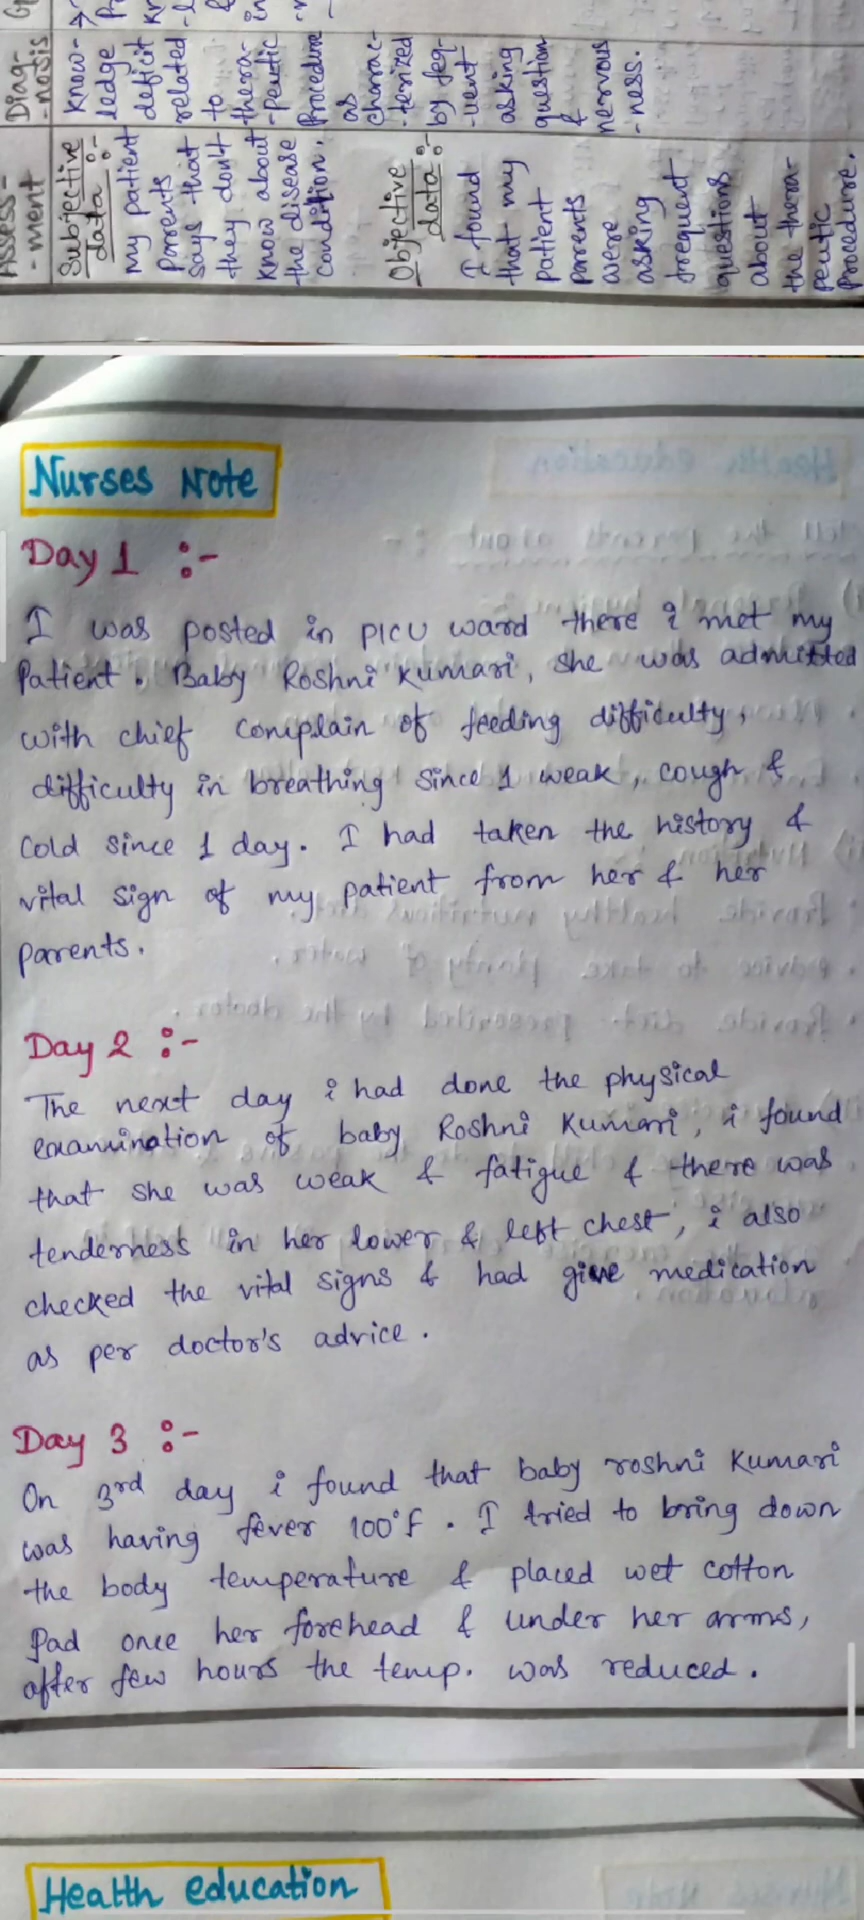 Assess-
-ment
Subjective
data :-
My patient
parents
says that
they don't
know about
the disease
condition.
Objective
data :-
I found
that my
patient
parents
were
asking
frequent
questions
about
the thera-
peutic
procedure.
Diag-
-nosis
Know-
ledge
deficit
related
to
thera-
-peutic
Procedure
as
charac-
-terized
by feq-
-uent
asking
question
&
nervous
-ness.
Nurses Note
Day 1 :-
I was posted in PICU ward there i met my
Patient. Baby Roshni Kumari, she was admitted
with chief complain of feeding difficulty,
difficulty in breathing since 1 weak, cough &
cold since 1 day. I had taken the history &
vital sign of my patient from her & her
parents.
Day 2 :-
The next day i had done the physical
examination of baby Roshni Kumari, i found
that she was weak & fatigue & there was
tenderness in her lower & left chest, i also
checked the vital signs & had give medication
as per doctor's advice.
Day 3 :-
On 3rd day i found that baby roshni Kumari
was having fever 100°F. I tried to bring down
the body temperature & placed wet cotton
Pad once her forehead & under her arms,
after few hours the temp. was reduced.
Health education